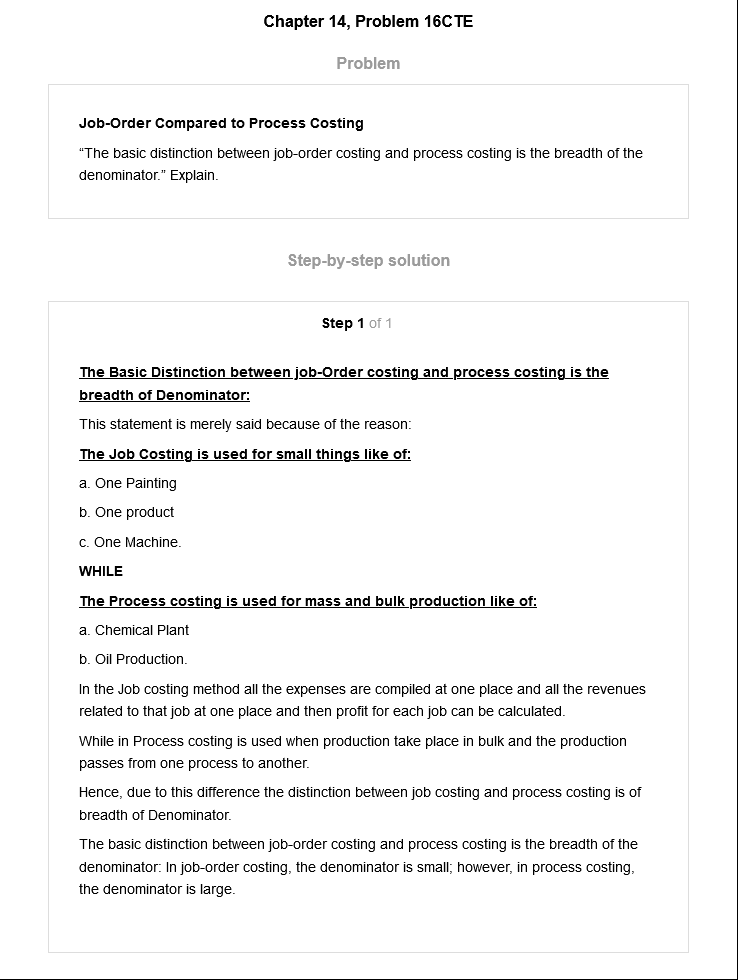 Chapter 14, Problem 16CTE
Problem
Job-Order Compared to Process Costing
“The basic distinction between job-order costing and process costing is the breadth of the
denominator.” Explain.
Step-by-step solution
Step 1 of 1
The Basic Distinction between job-Order costing and process costing is the
breadth of Denominator:
This statement is merely said because of the reason:
The Job Costing is used for small things like of:
a. One Painting
b. One product
c. One Machine.
WHILE
The Process costing is used for mass and bulk production like of:
a. Chemical Plant
b. Oil Production.
In the Job costing method all the expenses are compiled at one place and all the revenues
related to that job at one place and then profit for each job can be calculated.
While in Process costing is used when production take place in bulk and the production
passes from one process to another.
Hence, due to this difference the distinction between job costing and process costing is of
breadth of Denominator.
The basic distinction between job-order costing and process costing is the breadth of the
denominator: In job-order costing, the denominator is small; however, in process costing,
the denominator is large.